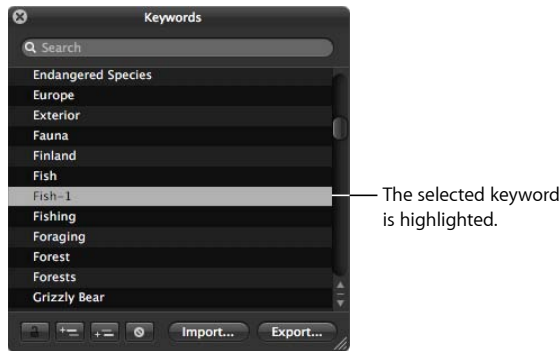 Keywords
Search
Endangered Species
Europe
Exterior
Fauna
Finland
Fish
Fish-1
The selected keyword
is highlighted.
Fishing
Foraging
Forest
Forests
Grizzly Bear
Import...
Export...